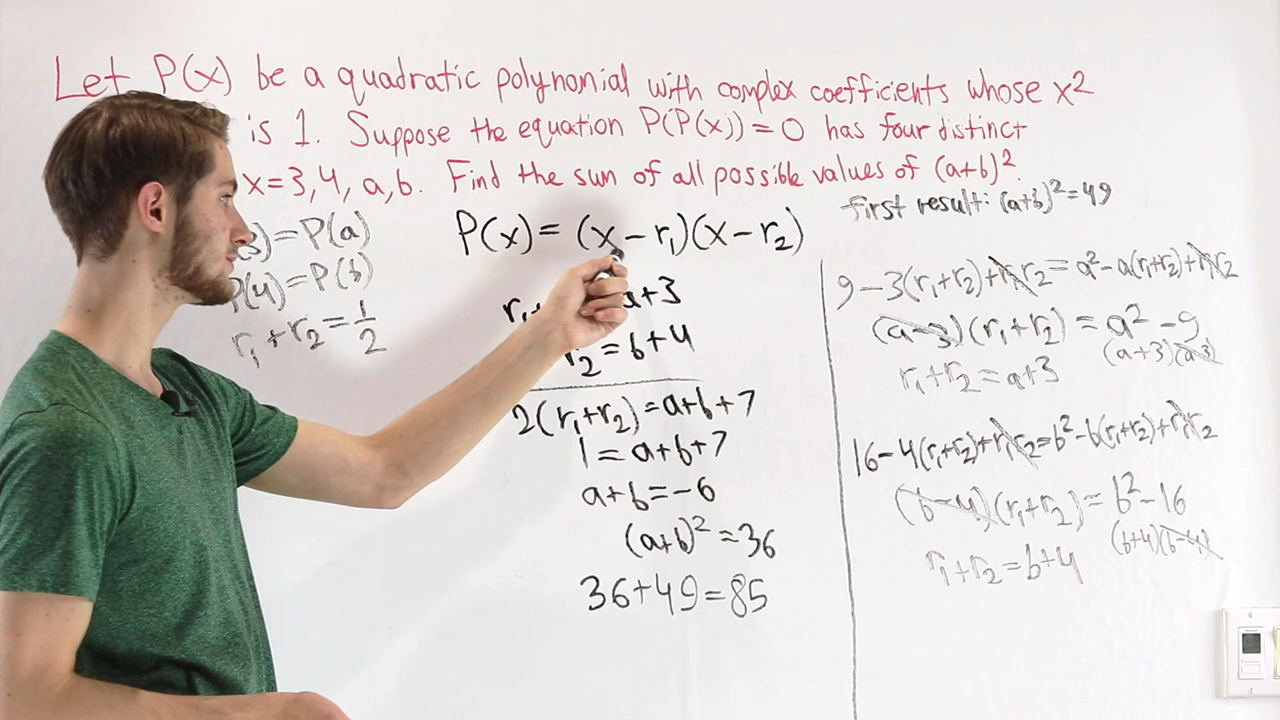 Let P(x) be a quadratic polynomial with complex coefficients whose x²
is 1. Suppose the equation P(P(x))=0 has four distinct
x=3,4,a,b. Find the sum of all possible values of (a+b)².
first result: (a+b)²=49
3)=P(a)
P(4)=P(b)
r₁+r₂=1/2
P(x)=(x-r₁)(x-r₂)
r₁+ a+3
r₂=b+4
2(r₁+r₂)=a+b+7
1=a+b+7
a+b=-6
(a+b)²=36
36+49=85
9-3(r₁+r₂)+r₁r₂=a²-a(r₁+r₂)+r₁r₂
(a-3)(r₁+r₂)=a²-9
(a+3)(a-3)
r₁+r₂=a+3
16-4(r₁+r₂)+r₁r₂=b²-b(r₁+r₂)+r₁r₂
(b-4)(r₁+r₂)=b²-16
(b+4)(b-4)
r₁+r₂=b+4